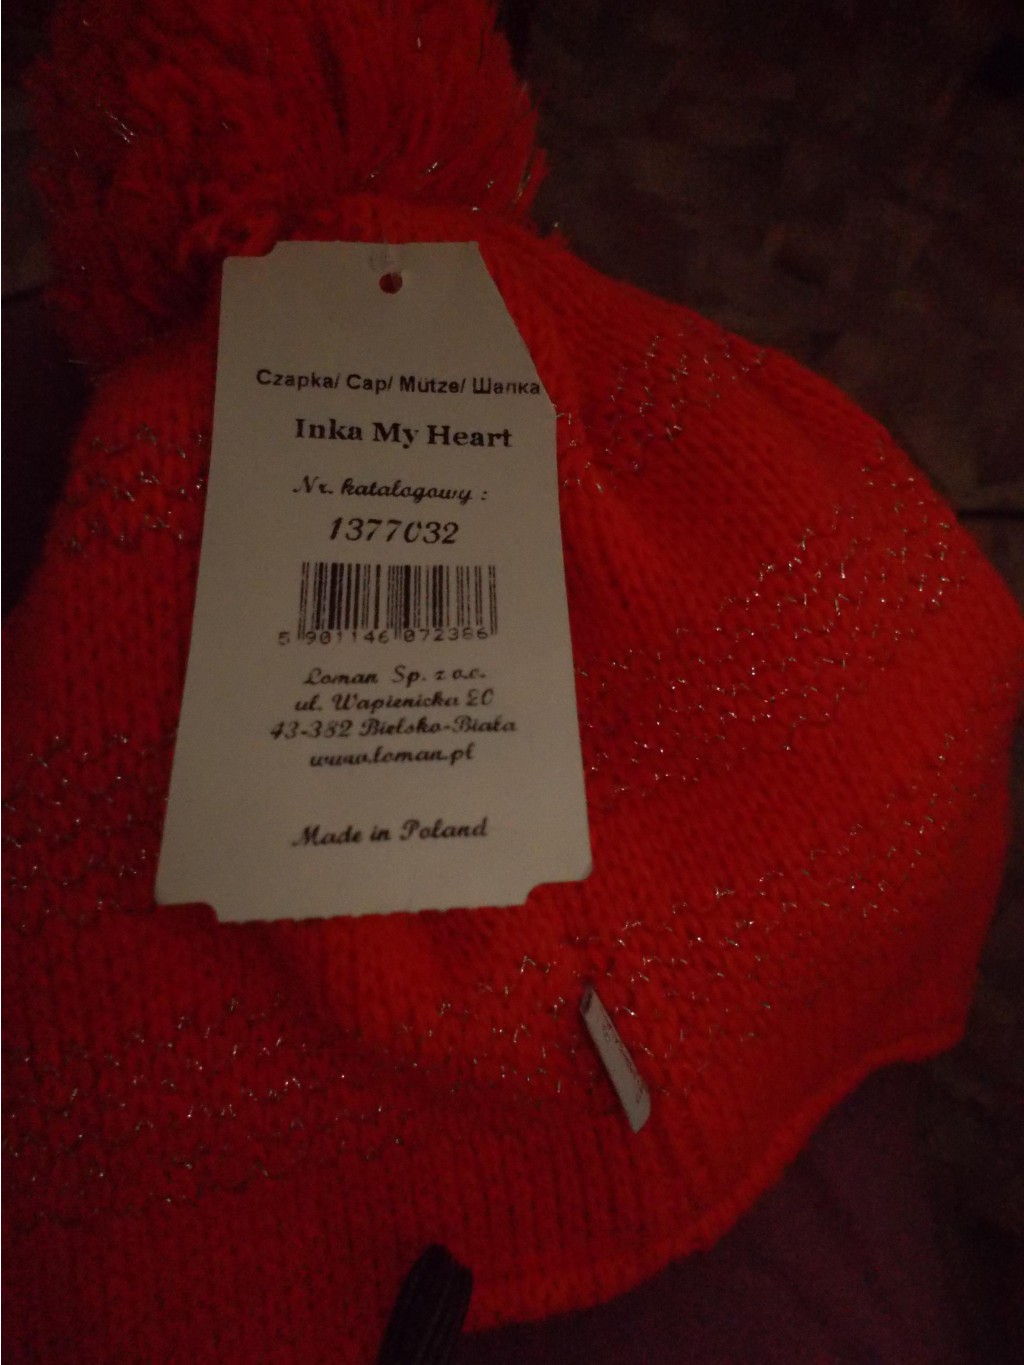 Czapka/ Cap/ Mütze/ Шапка
Inka My Heart
Nr. katalogowy :
1377032
5 901146 072386
Loman Sp. z o.o.
ul. Wapienicka 20
43-382 Bielsko-Biała
www.loman.pl
Made in Poland